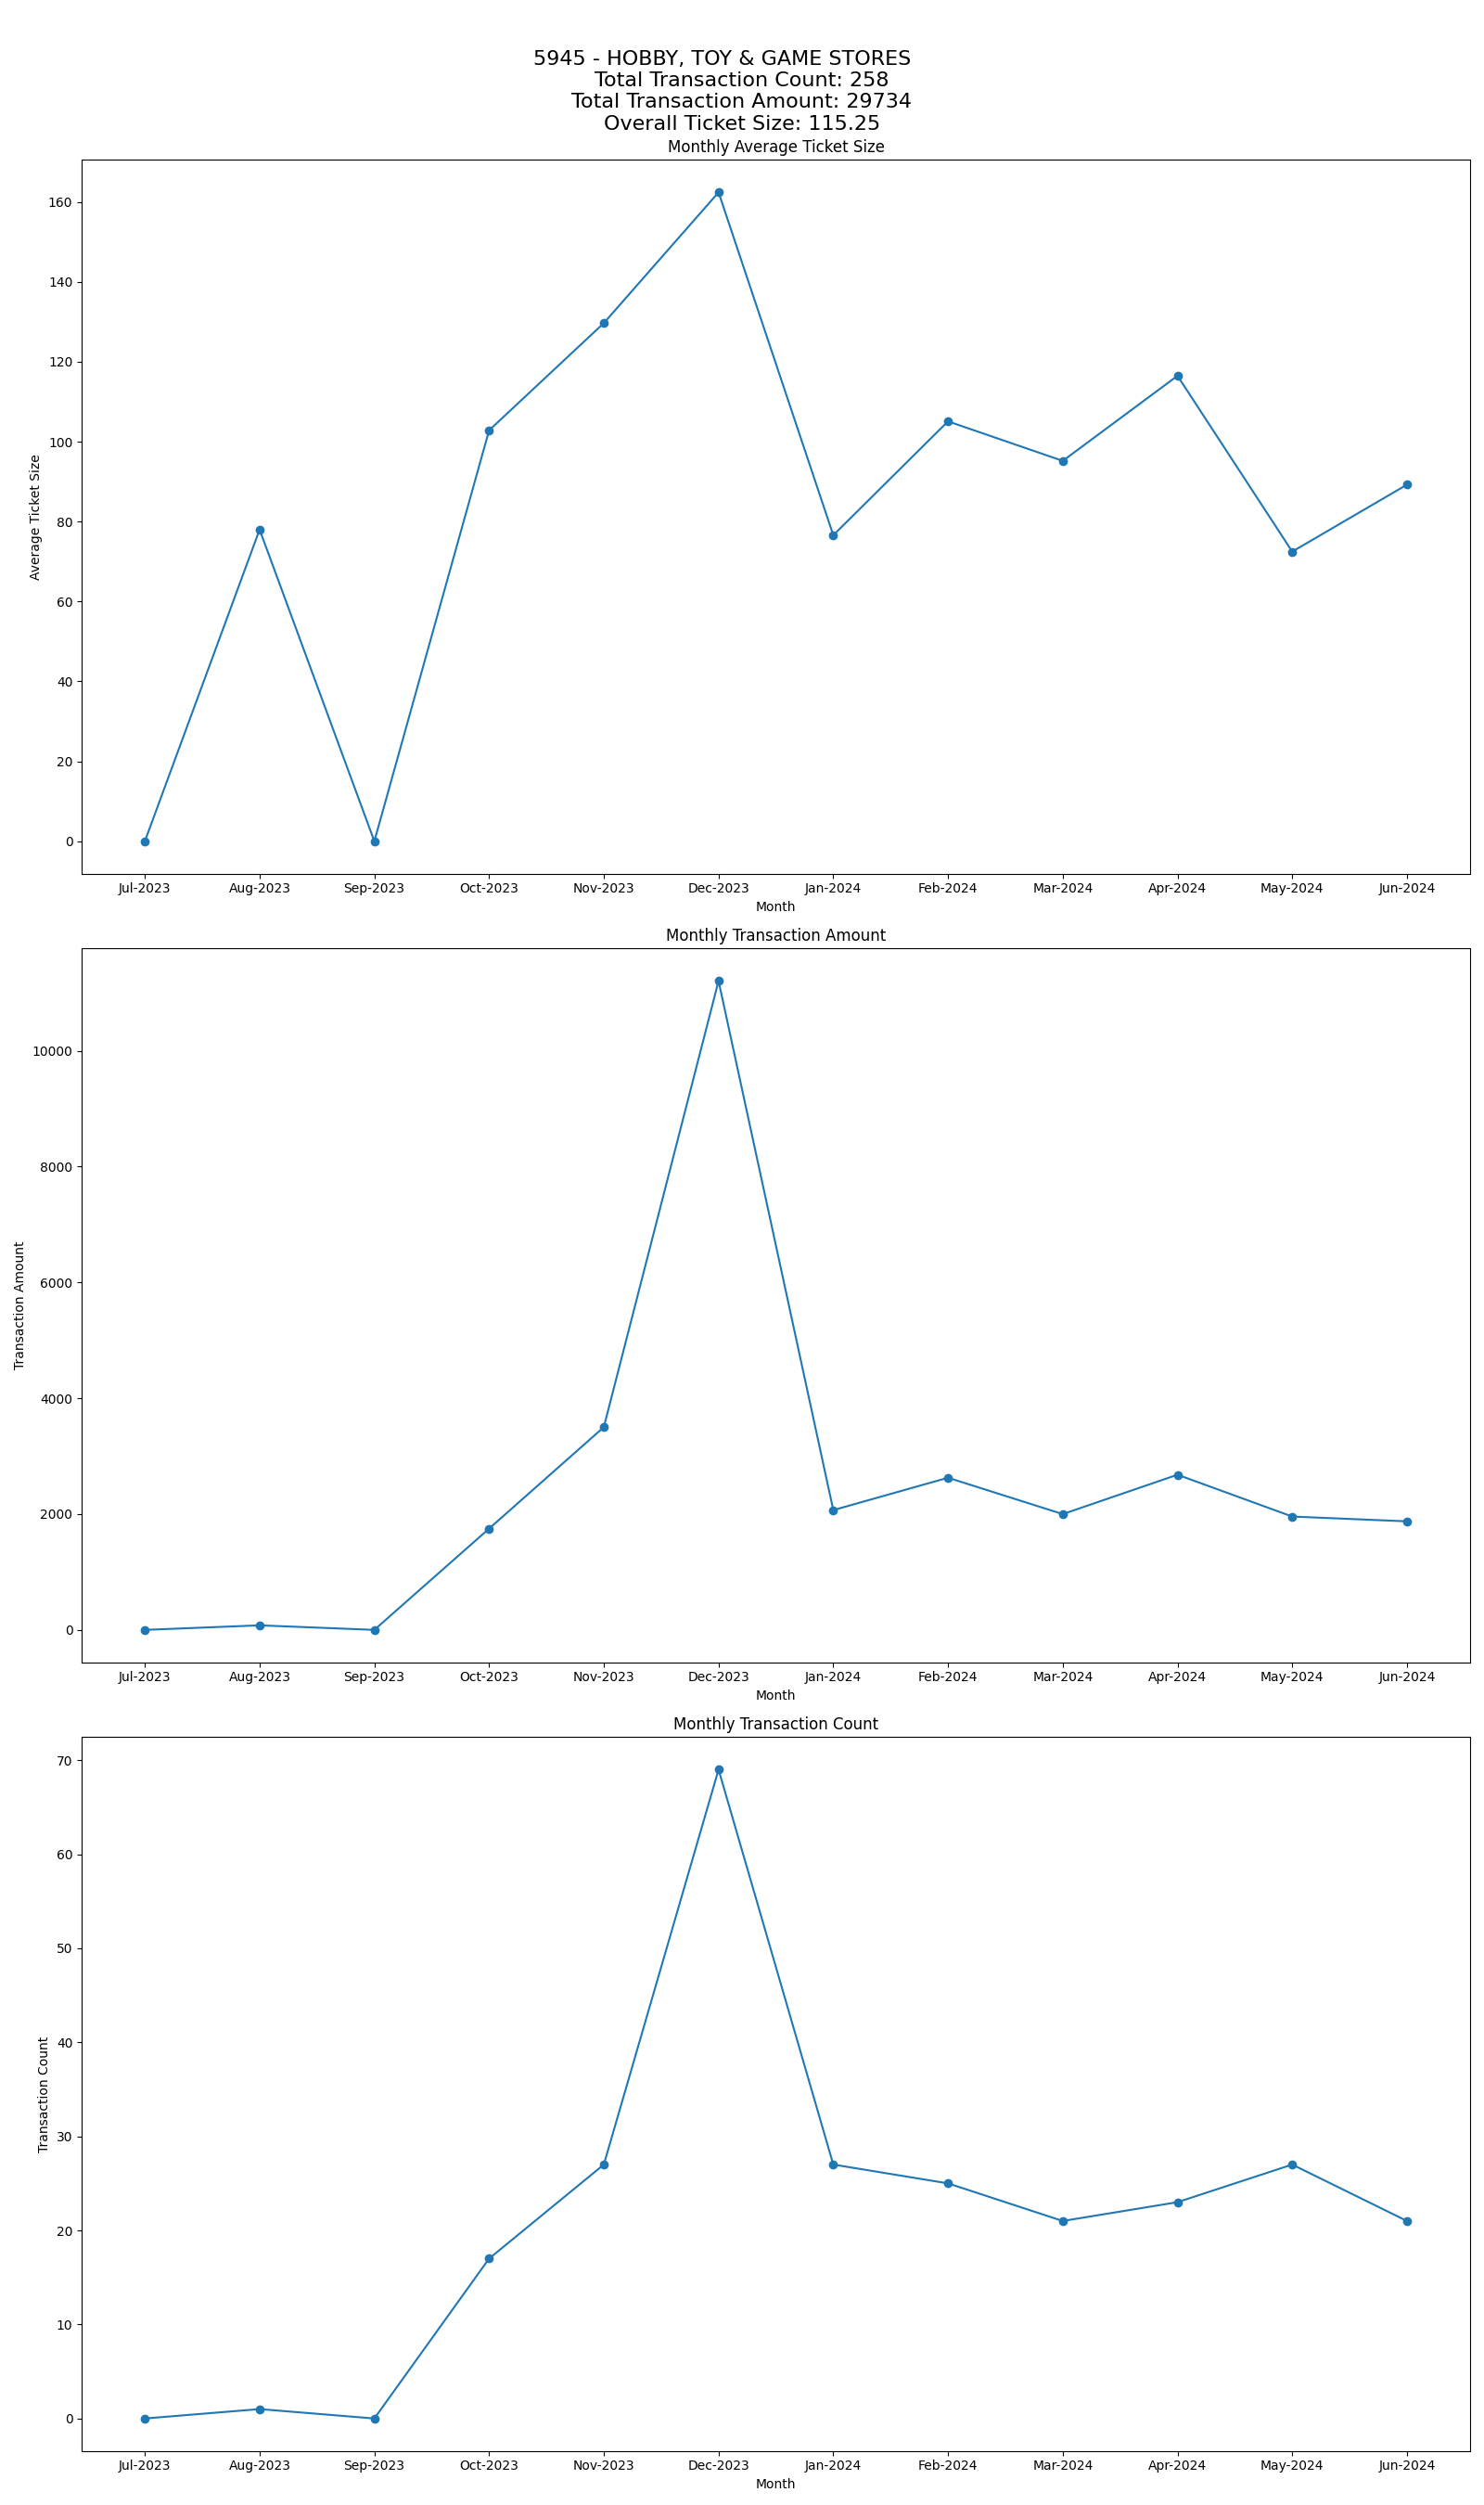 5945 - HOBBY, TOY & GAME STORES
Total Transaction Count: 258
Total Transaction Amount: 29734
Overall Ticket Size: 115.25
Monthly Average Ticket Size
160
140
120
100
80
60
40
20
0
Average Ticket Size
Jul-2023 Aug-2023 Sep-2023 Oct-2023 Nov-2023 Dec-2023 Jan-2024 Feb-2024 Mar-2024 Apr-2024 May-2024 Jun-2024
Month
Monthly Transaction Amount
10000
8000
6000
4000
2000
0
Transaction Amount
Jul-2023 Aug-2023 Sep-2023 Oct-2023 Nov-2023 Dec-2023 Jan-2024 Feb-2024 Mar-2024 Apr-2024 May-2024 Jun-2024
Month
Monthly Transaction Count
70
60
50
40
30
20
10
0
Transaction Count
Jul-2023 Aug-2023 Sep-2023 Oct-2023 Nov-2023 Dec-2023 Jan-2024 Feb-2024 Mar-2024 Apr-2024 May-2024 Jun-2024
Month